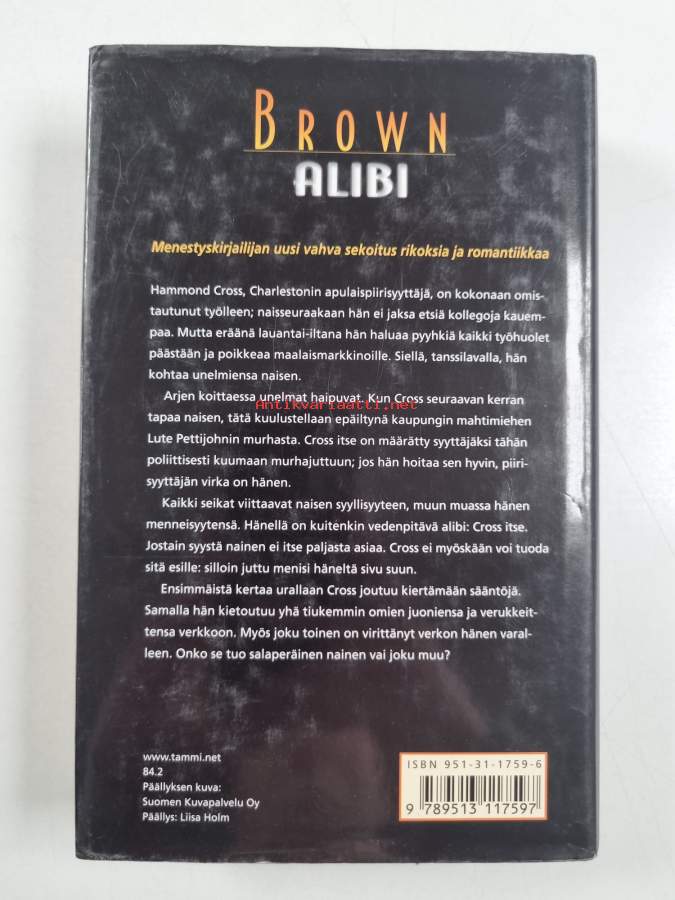 BROWN
ALIBI
Menestyskirjailijan uusi vahva sekoitus rikoksia ja romantiikkaa
Hammond Cross, Charlestonin apulaispiirisyyttäjä, on kokonaan omis-
tautunut työlleen; naisseuraakaan hän ei jaksa etsiä kollegoja kauem-
paa. Mutta eräänä lauantai-iltana hän haluaa pyyhkiä kaikki työhuolet
päästään ja poikkeaa maalaismarkkinoille. Siellä, tanssilavalla, hän
kohtaa unelmiensa naisen.
Arjen koittaessa unelmat haipuvat. Kun Cross seuraavan kerran
Antikvariaatti.net
tapaa naisen, tätä kuulustellaan epäiltynä kaupungin mahtimiehen
Lute Pettijohnin murhasta. Cross itse on määrätty syyttäjäksi tähän
poliittisesti kuumaan murhajuttuun; jos hän hoitaa sen hyvin, piiri-
syyttäjän virka on hänen.
Kaikki seikat viittaavat naisen syyllisyyteen, muun muassa hänen
menneisyytensä. Hänellä on kuitenkin vedenpitävä alibi: Cross itse.
Jostain syystä nainen ei itse paljasta asiaa. Cross ei myöskään voi tuoda
sitä esille: silloin juttu menisi häneltä sivu suun.
Ensimmäistä kertaa urallaan Cross joutuu kiertämään sääntöjä.
Samalla hän kietoutuu yhä tiukemmin omien juoniensa ja verukkeit-
tensa verkkoon. Myös joku toinen on virittänyt verkon hänen varal-
leen. Onko se tuo salaperäinen nainen vai joku muu?
www.tammi.net
84.2
Päällyksen kuva:
Suomen Kuvapalvelu Oy
Päällys: Liisa Holm
ISBN 951-31-1759-6
9 789513 117597